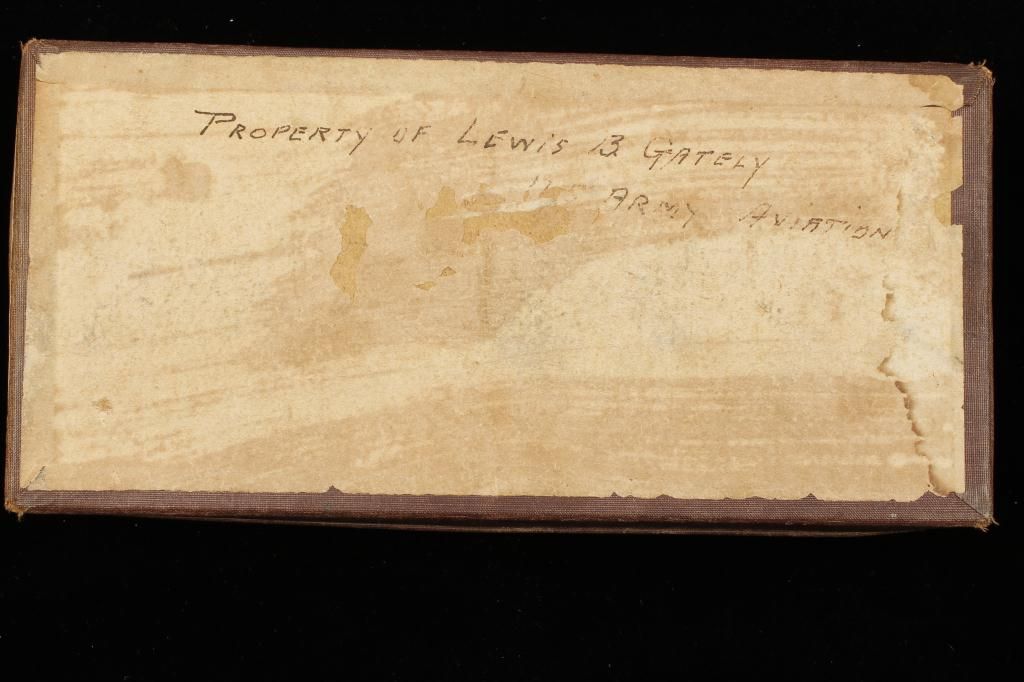 PROPERTY OF LEWIS B GATELY
ARMY AVIATION